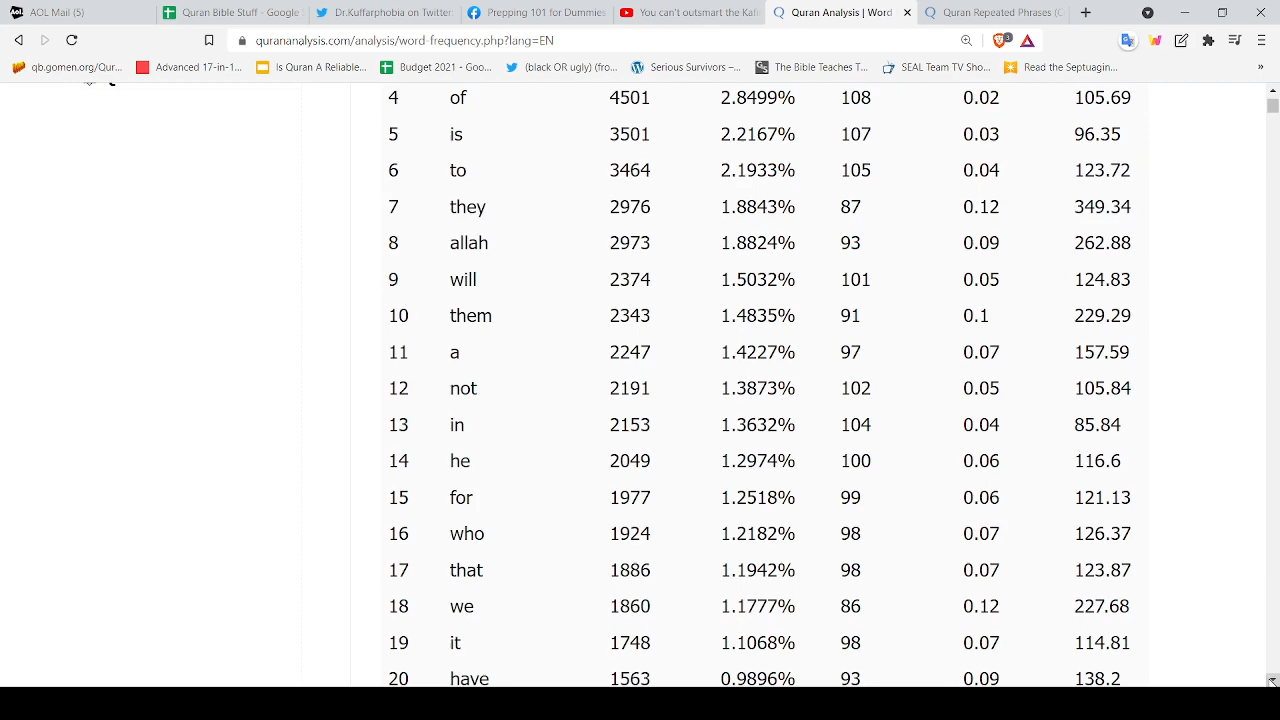 AOL Mail (5) Quran Bible Stuff - Google Dr.Kuffarphobia on Twitter: Prepping 101 for Dummies You can't outsmart the Kafi Quran Analysis | Word Quran Repeated Phrases (C
qurananalysis.com/analysis/word-frequency.php?lang=EN
qb.gomen.org/Qur... Advanced 17-in-1... Is Quran A Reliable... Budget 2021 - Goo... (black OR ugly) (fro... Serious Survivors –... The Bible Teaches T... SEAL Team TV Sho... Read the Septuagin...
4 of 4501 2.8499% 108 0.02 105.69
5 is 3501 2.2167% 107 0.03 96.35
6 to 3464 2.1933% 105 0.04 123.72
7 they 2976 1.8843% 87 0.12 349.34
8 allah 2973 1.8824% 93 0.09 262.88
9 will 2374 1.5032% 101 0.05 124.83
10 them 2343 1.4835% 91 0.1 229.29
11 a 2247 1.4227% 97 0.07 157.59
12 not 2191 1.3873% 102 0.05 105.84
13 in 2153 1.3632% 104 0.04 85.84
14 he 2049 1.2974% 100 0.06 116.6
15 for 1977 1.2518% 99 0.06 121.13
16 who 1924 1.2182% 98 0.07 126.37
17 that 1886 1.1942% 98 0.07 123.87
18 we 1860 1.1777% 86 0.12 227.68
19 it 1748 1.1068% 98 0.07 114.81
20 have 1563 0.9896% 93 0.09 138.2